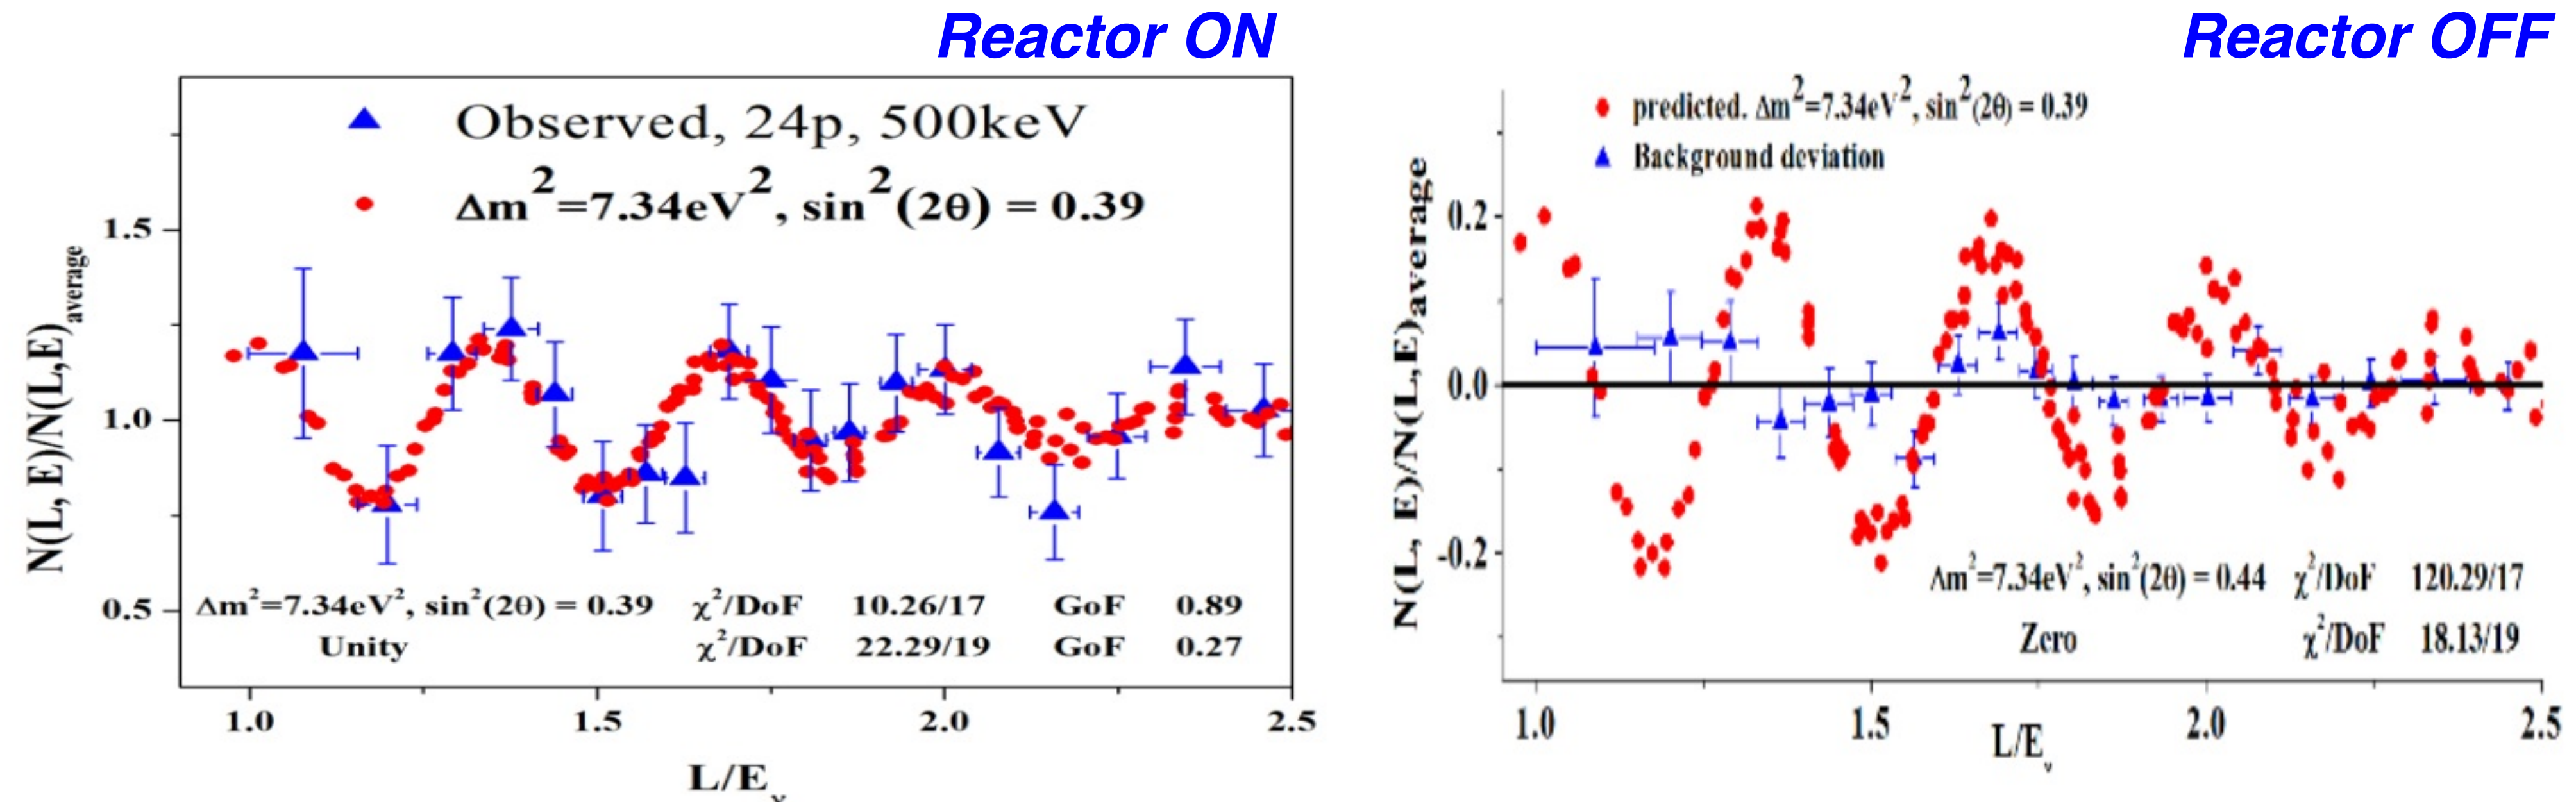 Reactor ON
Observed, 24p, 500keV
Δm²=7.34eV², sin²(2θ) = 0.39
N(L, E)/N(L,E)average
1.5
1.0
0.5
Δm²=7.34eV², sin²(2θ) = 0.39 χ²/DoF 10.26/17 GoF 0.89
Unity χ²/DoF 22.29/19 GoF 0.27
1.0 1.5 2.0 2.5
L/Eν
Reactor OFF
predicted. Δm²=7.34eV², sin²(2θ) = 0.39
Background deviation
N(L, E)/N(L,E)average
0.2
0.0
-0.2
Δm²=7.34eV², sin²(2θ) = 0.44 χ²/DoF 120.29/17
Zero χ²/DoF 18.13/19
1.0 1.5 2.0 2.5
L/Eν